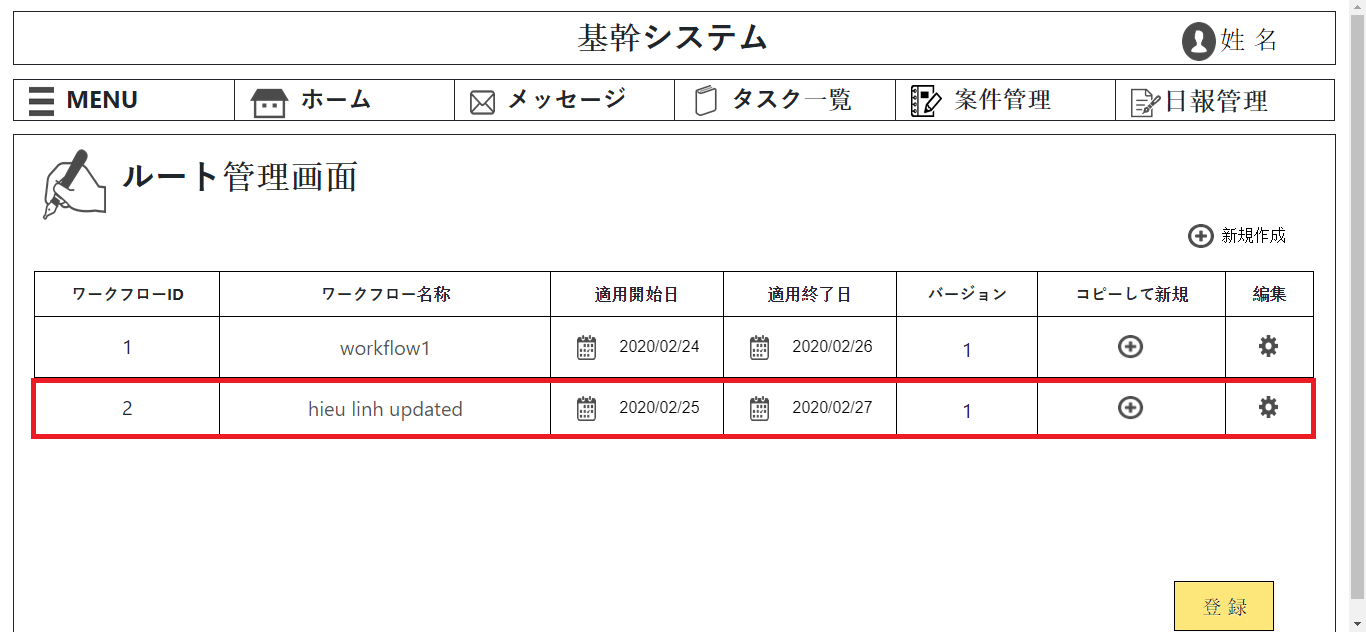 基幹システム
姓 名
MENU ホーム メッセージ タスク一覧 案件管理 日報管理
ルート管理画面
新規作成
ワークフローID ワークフロー名称 適用開始日 適用終了日 バージョン コピーして新規 編集
1 workflow1 2020/02/24 2020/02/26 1
2 hieu linh updated 2020/02/25 2020/02/27 1
登 録